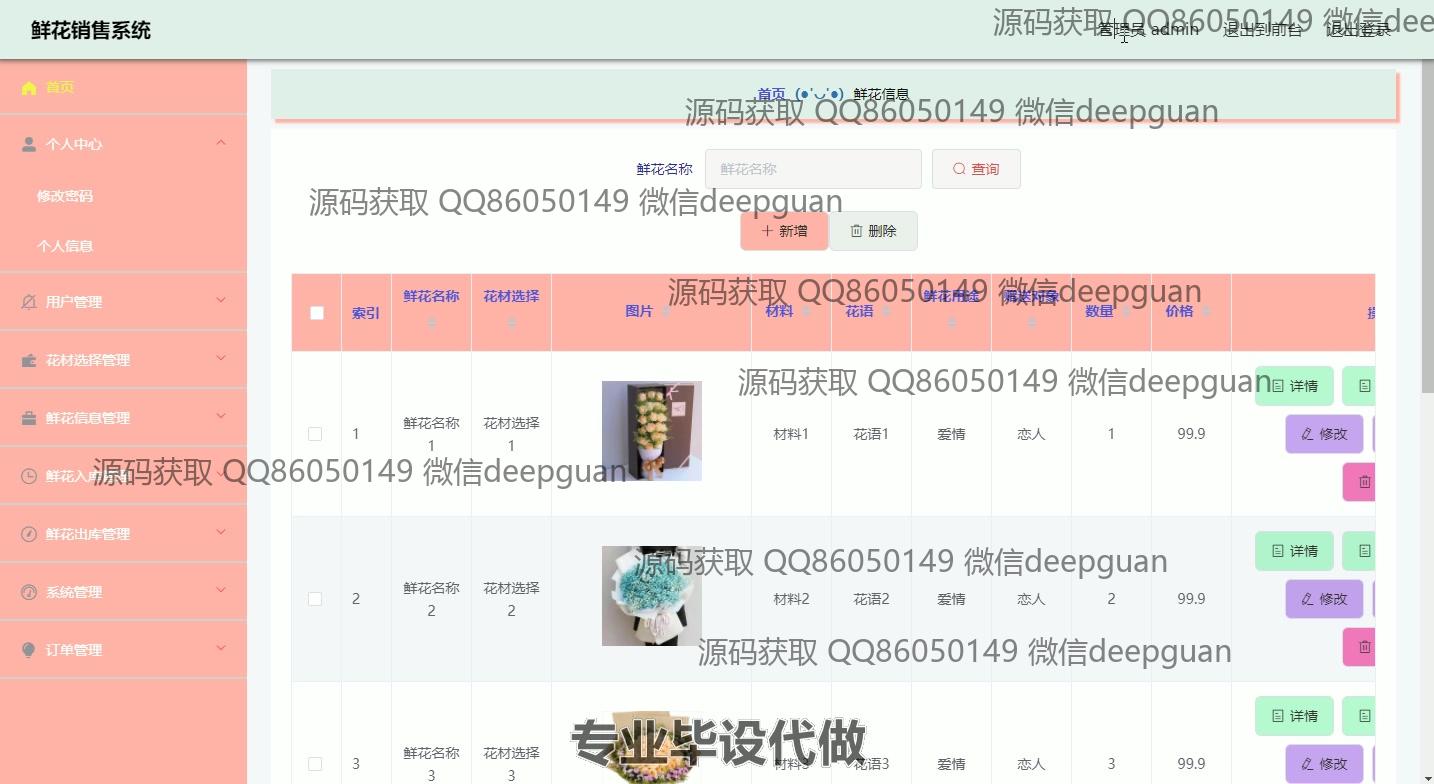 鲜花销售系统
源码获取 QQ86050149 微信dee
管理员 admin 退出到前台 退出登录
首页
首页 (●'◡'●) 鲜花信息
源码获取 QQ86050149 微信deepguan
个人中心
鲜花名称 鲜花名称 查询
修改密码
源码获取 QQ86050149 微信deepguan
新增 删除
个人信息
用户管理
源码获取 QQ86050149 微信deepguan
索引 鲜花名称 花材选择 图片 材料 花语 鲜花用途 赠送对象 数量 价格
花材选择管理
源码获取 QQ86050149 微信deepguan
详情
鲜花信息管理
1 鲜花名称1 花材选择1 材料1 花语1 爱情 恋人 1 99.9
修改
鲜花入库管理
源码获取 QQ86050149 微信deepguan
鲜花出库管理
详情
源码获取 QQ86050149 微信deepguan
系统管理
2 鲜花名称2 花材选择2 材料2 花语2 爱情 恋人 2 99.9
修改
订单管理
源码获取 QQ86050149 微信deepguan
详情
专业毕设代做
3 鲜花名称3 花材选择3 材料3 花语3 爱情 恋人 3 99.9
修改